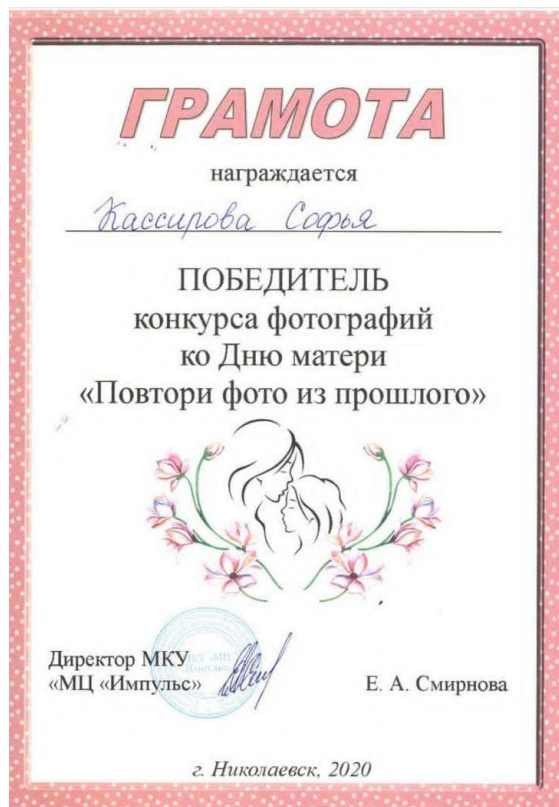 ГРАМОТА
награждается
Кассирова Софья
ПОБЕДИТЕЛЬ
конкурса фотографий
ко Дню матери
«Повтори фото из прошлого»
Директор МКУ
«МЦ «Импульс»
Е. А. Смирнова
г. Николаевск, 2020